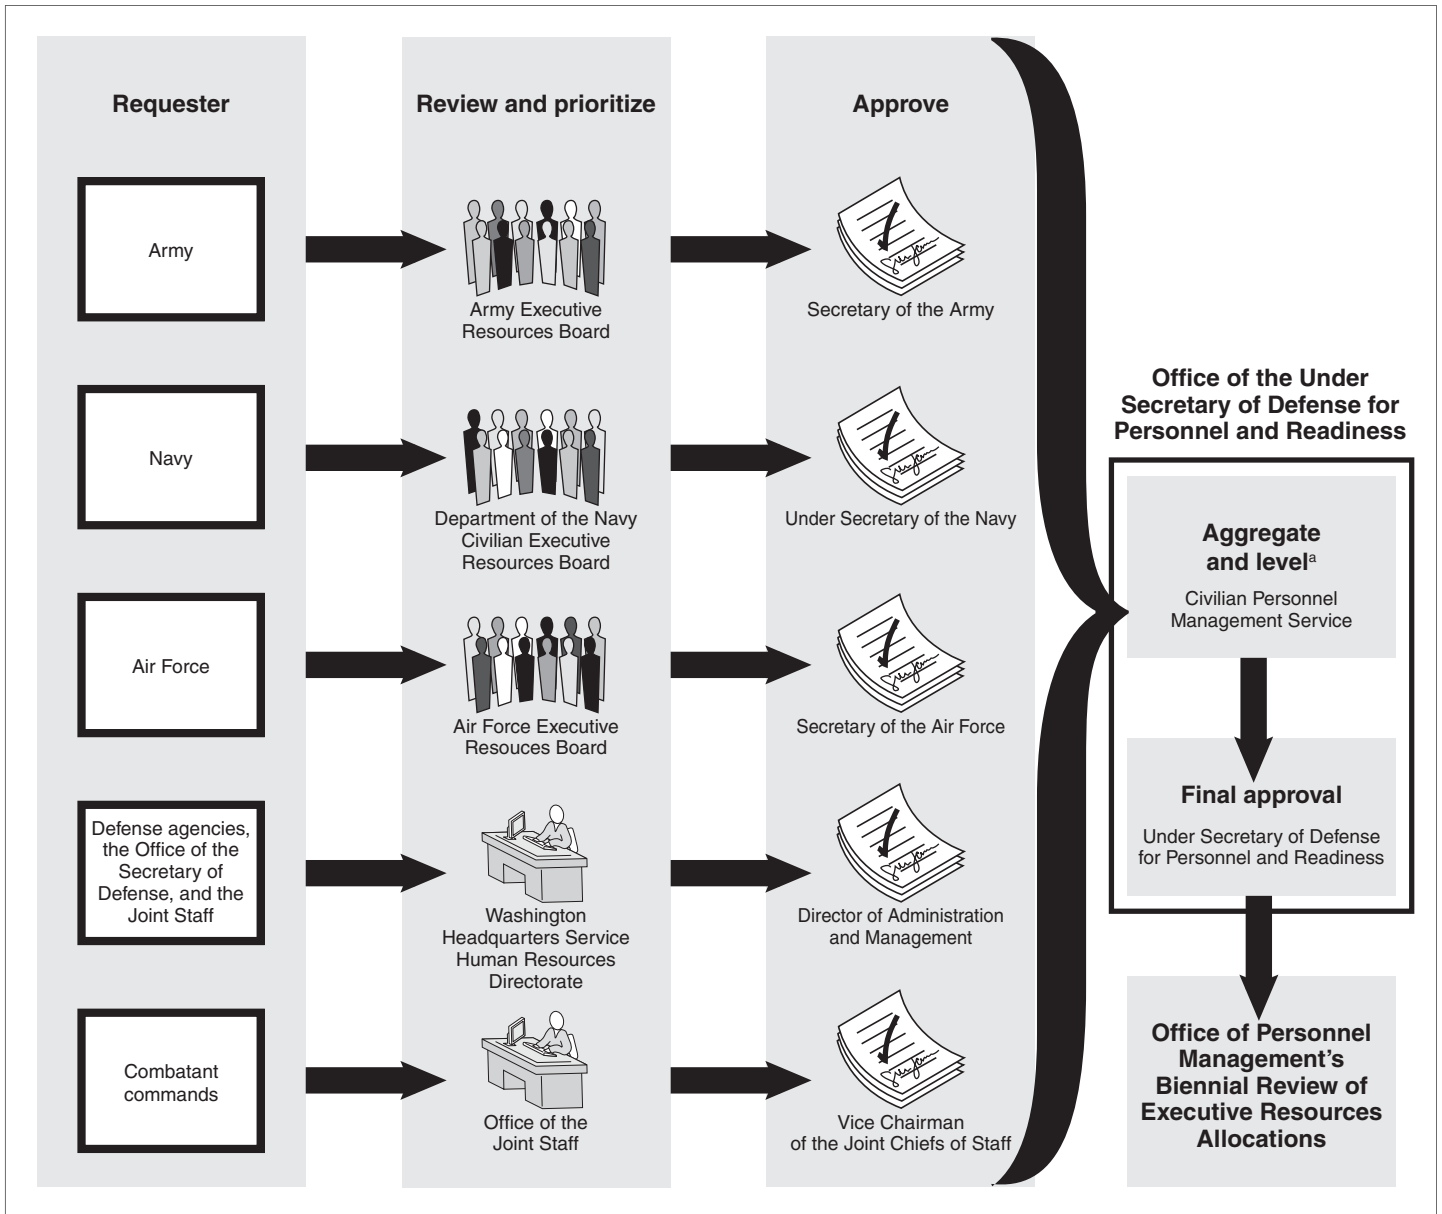 Requester
Review and prioritize
Approve
Army
Army Executive
Resources Board
Secretary of the Army
Navy
Department of the Navy
Civilian Executive
Resources Board
Under Secretary of the Navy
Air Force
Air Force Executive
Resouces Board
Secretary of the Air Force
Defense agencies,
the Office of the
Secretary of
Defense, and the
Joint Staff
Washington
Headquarters Service
Human Resources
Directorate
Director of Administration
and Management
Combatant
commands
Office of the
Joint Staff
Vice Chairman
of the Joint Chiefs of Staff
Office of the Under
Secretary of Defense for
Personnel and Readiness
Aggregate
and levelᵃ
Civilian Personnel
Management Service
Final approval
Under Secretary of Defense
for Personnel and Readiness
Office of Personnel
Management’s
Biennial Review of
Executive Resources
Allocations